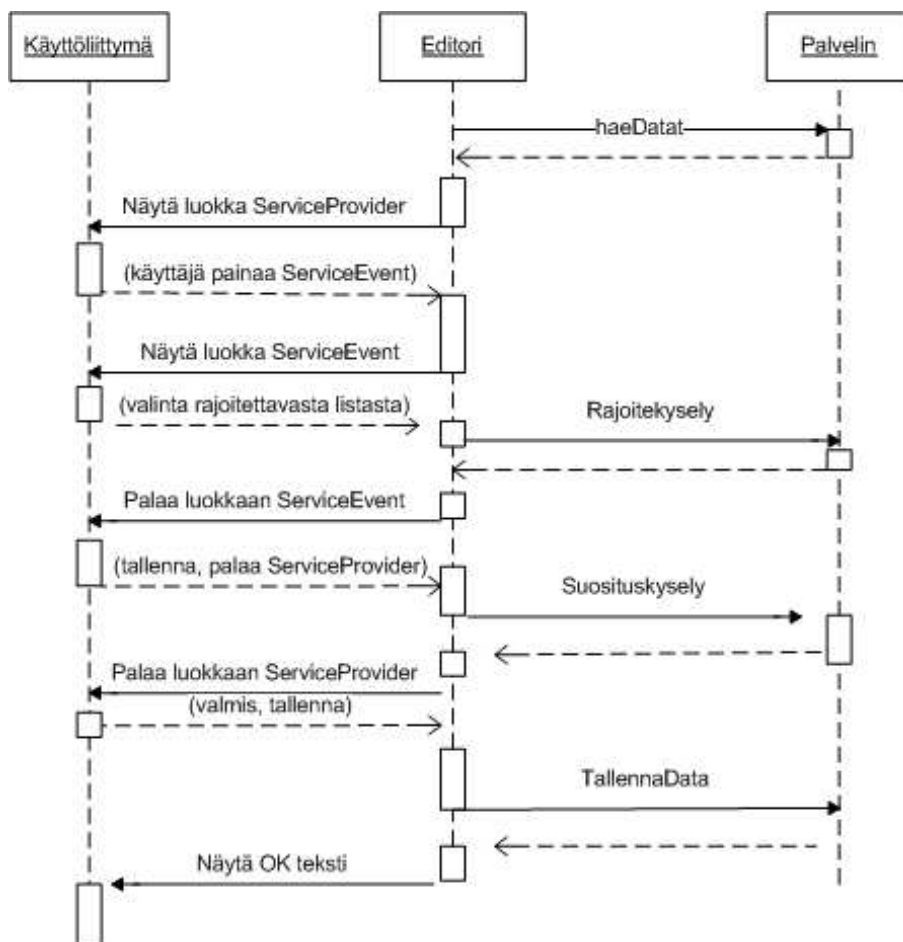 Käyttöliittymä
Editori
Palvelin
haeDatat
Näytä luokka ServiceProvider
(käyttäjä painaa ServiceEvent)
Näytä luokka ServiceEvent
(valinta rajoitettavasta listasta)
Rajoitekysely
Palaa luokkaan ServiceEvent
(tallenna, palaa ServiceProvider)
Suosituskysely
Palaa luokkaan ServiceProvider
(valmis, tallenna)
TallennaData
Näytä OK teksti